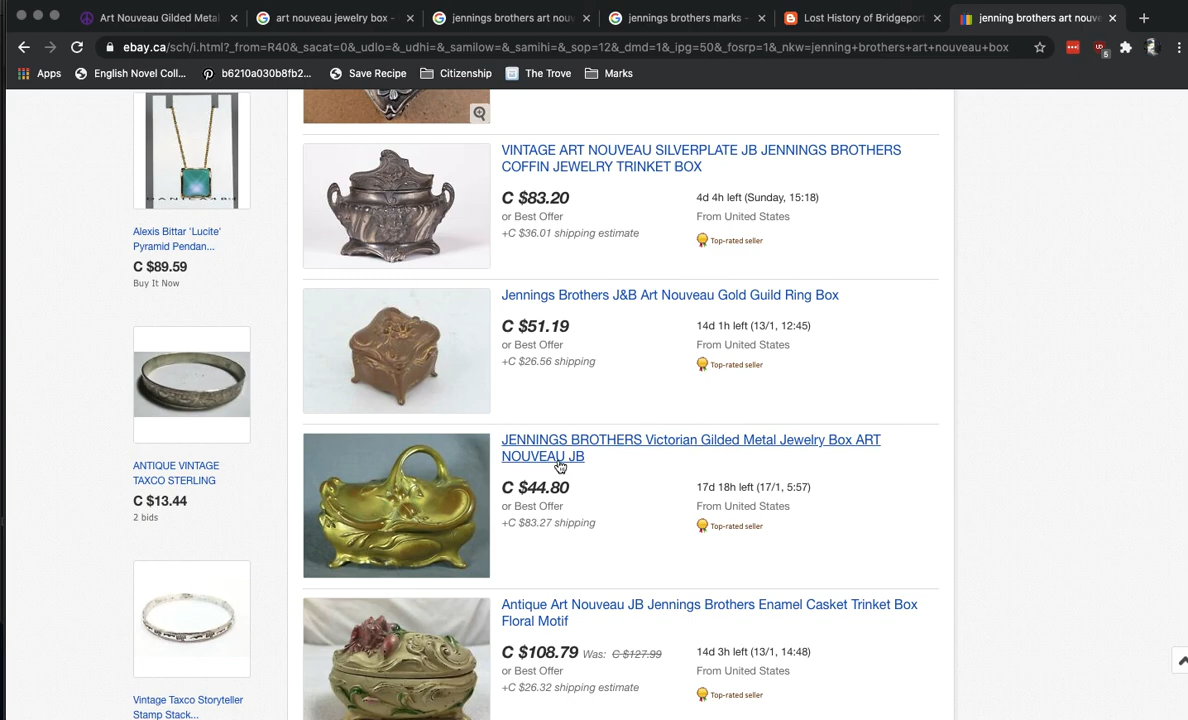 Art Nouveau Gilded Metal
art nouveau jewelry box -
jennings brothers art nouv
jennings brothers marks -
Lost History of Bridgeport
jenning brothers art nouve
ebay.ca/sch/i.html?_from=R40&_sacat=0&_udlo=&_udhi=&_samilow=&_samihi=&_sop=12&_dmd=1&_ipg=50&_fosrp=1&_nkw=jenning+brothers+art+nouveau+box
5
Apps
English Novel Coll...
b6210a030b8fb2...
Save Recipe
Citizenship
The Trove
Marks
Alexis Bittar 'Lucite'
Pyramid Pendan...
C $89.59
Buy It Now
ANTIQUE VINTAGE
TAXCO STERLING
C $13.44
2 bids
Vintage Taxco Storyteller
Stamp Stack...
VINTAGE ART NOUVEAU SILVERPLATE JB JENNINGS BROTHERS
COFFIN JEWELRY TRINKET BOX
C $83.20
4d 4h left (Sunday, 15:18)
or Best Offer
From United States
+C $36.01 shipping estimate
Top-rated seller
Jennings Brothers J&B Art Nouveau Gold Guild Ring Box
C $51.19
14d 1h left (13/1, 12:45)
or Best Offer
From United States
+C $26.56 shipping
Top-rated seller
JENNINGS BROTHERS Victorian Gilded Metal Jewelry Box ART
NOUVEAU JB
C $44.80
17d 18h left (17/1, 5:57)
or Best Offer
From United States
+C $83.27 shipping
Top-rated seller
Antique Art Nouveau JB Jennings Brothers Enamel Casket Trinket Box
Floral Motif
C $108.79 Was: C $127.99
14d 3h left (13/1, 14:48)
or Best Offer
From United States
+C $26.32 shipping estimate
Top-rated seller